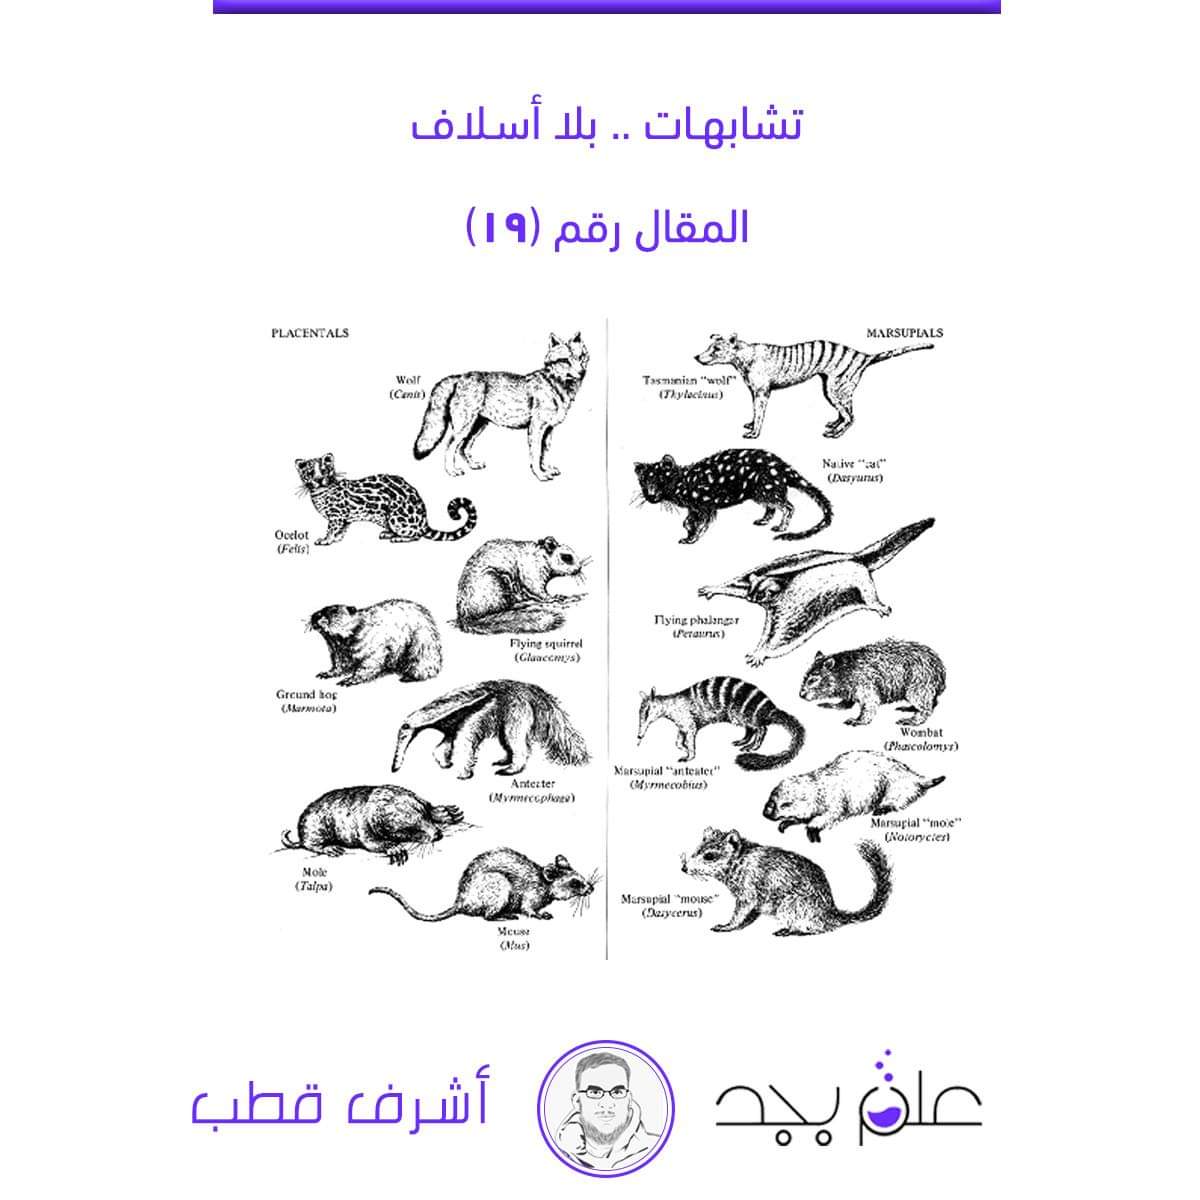 تشابهات .. بلا أسلاف
المقال رقم (١٩)
PLACENTALS
Wolf
(Canis)
Ocelot
(Felis)
Flying squirrel
(Glaucomys)
Ground hog
(Marmota)
Anteater
(Myrmecophaga)
Mole
(Talpa)
Mouse
(Mus)
MARSUPIALS
Tasmanian "wolf"
(Thylacinus)
Native "cat"
(Dasyurus)
Flying phalanger
(Petaurus)
Wombat
(Phascolomys)
Marsupial "anteater"
(Myrmecobius)
Marsupial "mole"
(Notoryctes)
Marsupial "mouse"
(Dasycerus)
علم بجد
أشرف قطب